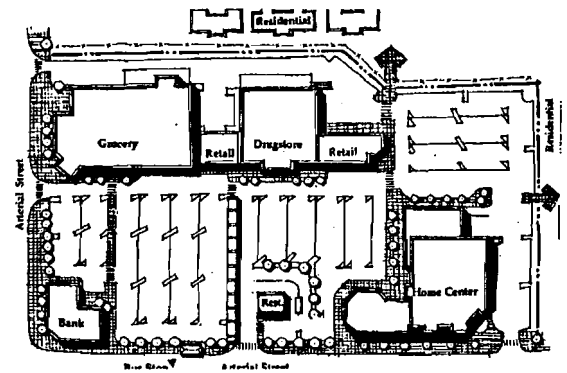 Residential
Grocery
Retail
Drugstore
Retail
Residential
Arterial Street
Home Center
Rest.
Bank
Bus Stop
Arterial Street